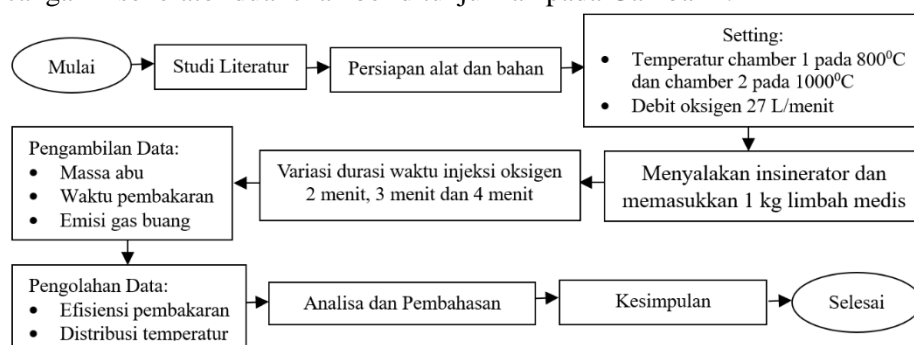 Mulai
Studi Literatur
Persiapan alat dan bahan
Setting:
• Temperatur chamber 1 pada 800⁰C
dan chamber 2 pada 1000⁰C
• Debit oksigen 27 L/menit
Menyalakan insinerator dan
memasukkan 1 kg limbah medis
Variasi durasi waktu injeksi oksigen
2 menit, 3 menit dan 4 menit
Pengambilan Data:
• Massa abu
• Waktu pembakaran
• Emisi gas buang
Pengolahan Data:
• Efisiensi pembakaran
• Distribusi temperatur
Analisa dan Pembahasan
Kesimpulan
Selesai